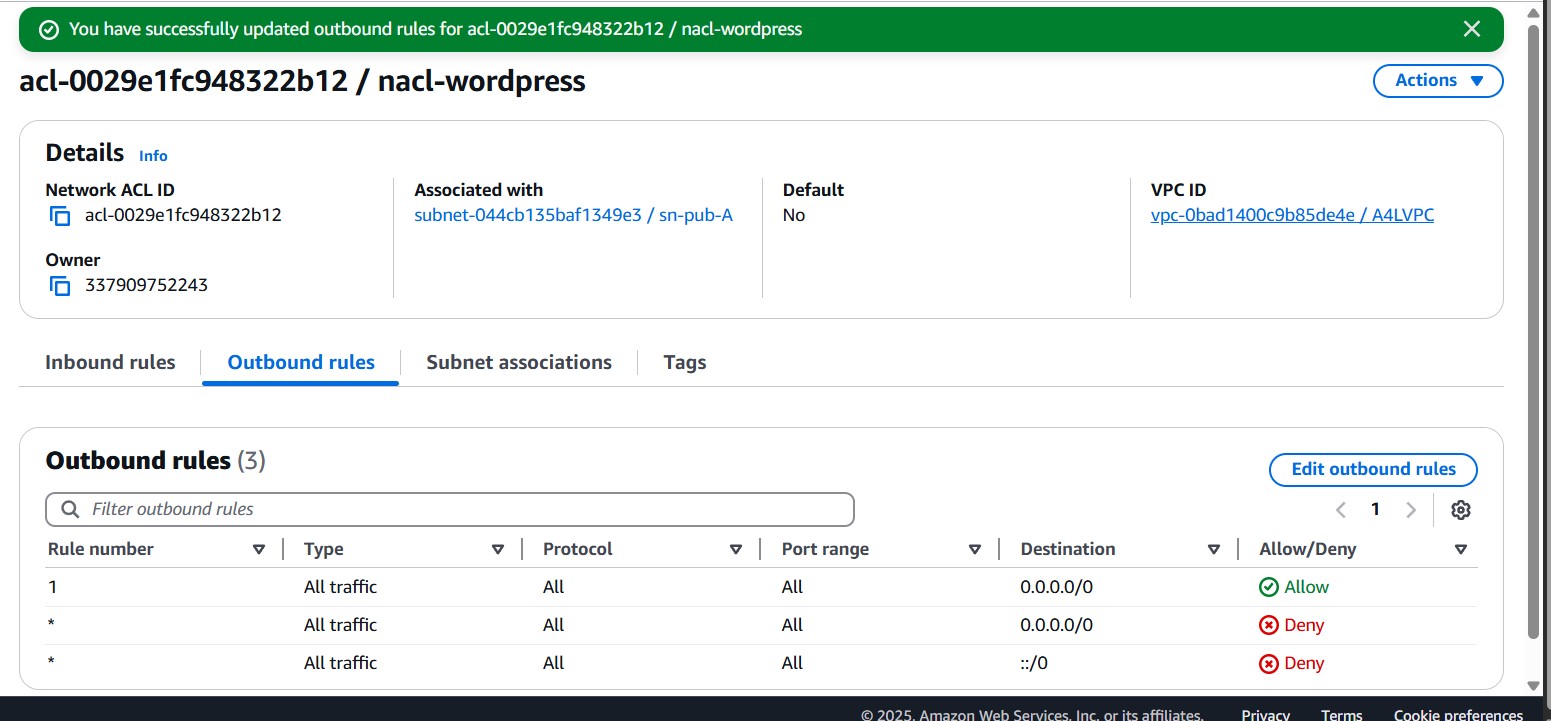 You have successfully updated outbound rules for acl-0029e1fc948322b12 / nacl-wordpress
acl-0029e1fc948322b12 / nacl-wordpress
Actions
Details Info
Network ACL ID
acl-0029e1fc948322b12
Owner
337909752243
Associated with
subnet-044cb135baf1349e3 / sn-pub-A
Default
No
VPC ID
vpc-0bad1400c9b85de4e / A4LVPC
Inbound rules Outbound rules Subnet associations Tags
Outbound rules (3)
Edit outbound rules
Filter outbound rules
1
Rule number Type Protocol Port range Destination Allow/Deny
1 All traffic All All 0.0.0.0/0 Allow
* All traffic All All 0.0.0.0/0 Deny
* All traffic All All ::/0 Deny
© 2025, Amazon Web Services, Inc. or its affiliates. Privacy Terms Cookie preferences